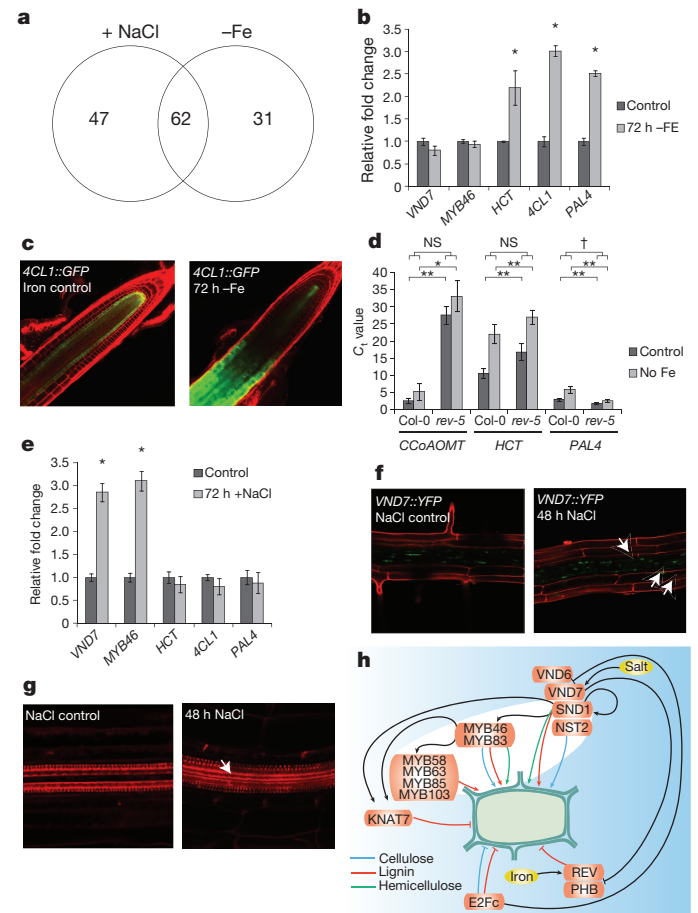 a
+ NaCl
–Fe
47
62
31
b
Relative fold change
3.5
3.0
2.5
2.0
1.5
1.0
0.5
0
*
*
*
Control
72 h –FE
VND7
MYB46
HCT
4CL1
PAL4
c
4CL1::GFP
Iron control
4CL1::GFP
72 h –Fe
d
NS
NS
†
*
**
**
**
**
**
Ct value
40
35
30
25
20
15
10
5
0
Control
No Fe
Col-0 rev-5 Col-0 rev-5 Col-0 rev-5
CCoAOMT
HCT
PAL4
e
Relative fold change
3.5
3.0
2.5
2.0
1.5
1.0
0.5
0
*
*
Control
72 h +NaCl
VND7
MYB46
HCT
4CL1
PAL4
f
VND7::YFP
NaCl control
VND7::YFP
48 h NaCl
g
NaCl control
48 h NaCl
h
VND6
VND7
SND1
NST2
Salt
MYB46
MYB83
MYB58
MYB63
MYB85
MYB103
KNAT7
Cellulose
Lignin
Hemicellulose
Iron
REV
PHB
E2Fc